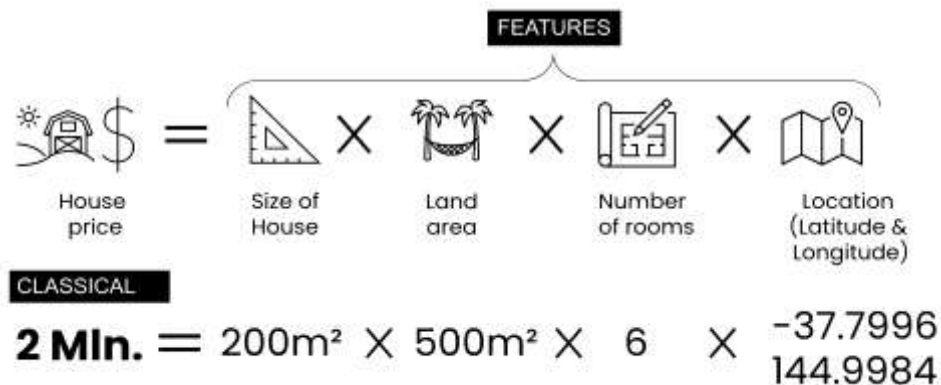 FEATURES
$ = X X X
House
price
Size of
House
Land
area
Number
of rooms
Location
(Latitude &
Longitude)
CLASSICAL
2 Mln. = 200m² X 500m² X 6 X -37.7996
144.9984